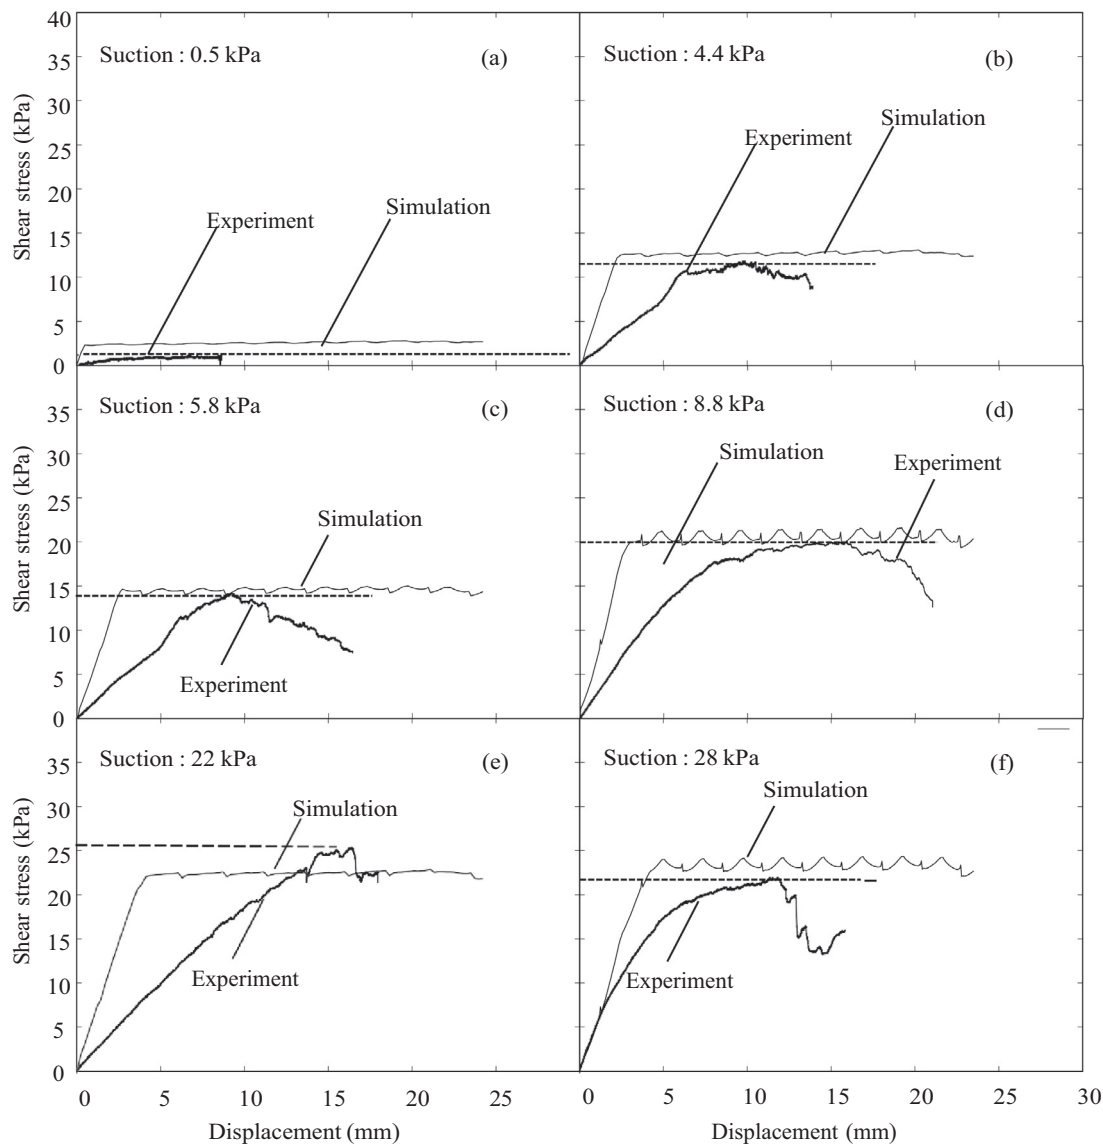 40
35
30
25
20
15
10
5
0
Shear stress (kPa)
Suction : 0.5 kPa
(a)
Experiment
Simulation
Suction : 4.4 kPa
(b)
Experiment
Simulation
35
30
25
20
15
10
5
0
Shear stress (kPa)
Suction : 5.8 kPa
(c)
Simulation
Experiment
Suction : 8.8 kPa
(d)
Simulation
Experiment
35
30
25
20
15
10
5
0
Shear stress (kPa)
Suction : 22 kPa
(e)
Simulation
Experiment
Suction : 28 kPa
(f)
Simulation
Experiment
0 5 10 15 20 25
0 5 10 15 20 25 30
Displacement (mm)
Displacement (mm)